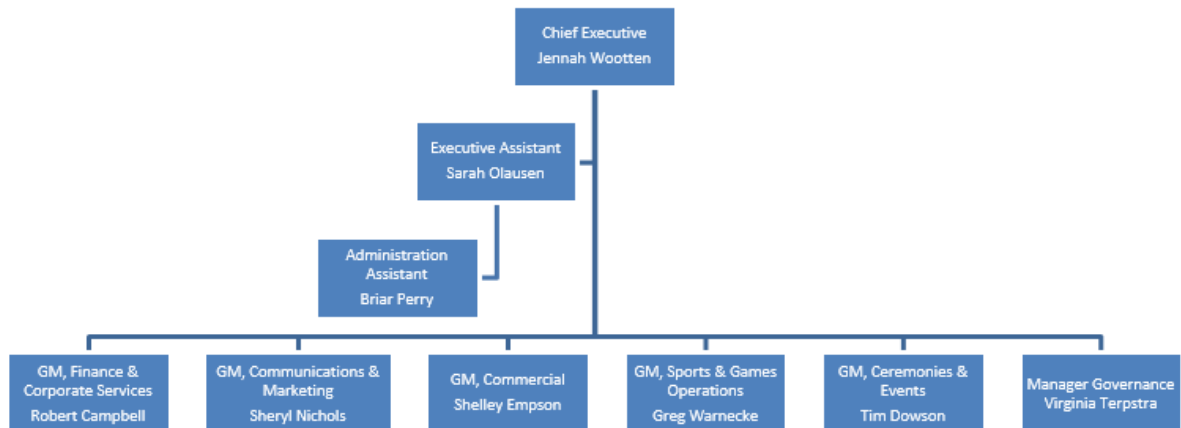 Chief Executive
Jennah Wootten
Executive Assistant
Sarah Olausen
Administration
Assistant
Briar Perry
GM, Finance &
Corporate Services
Robert Campbell
GM, Communications &
Marketing
Sheryl Nichols
GM, Commercial
Shelley Empson
GM, Sports & Games
Operations
Greg Warnecke
GM, Ceremonies &
Events
Tim Dowson
Manager Governance
Virginia Terpstra